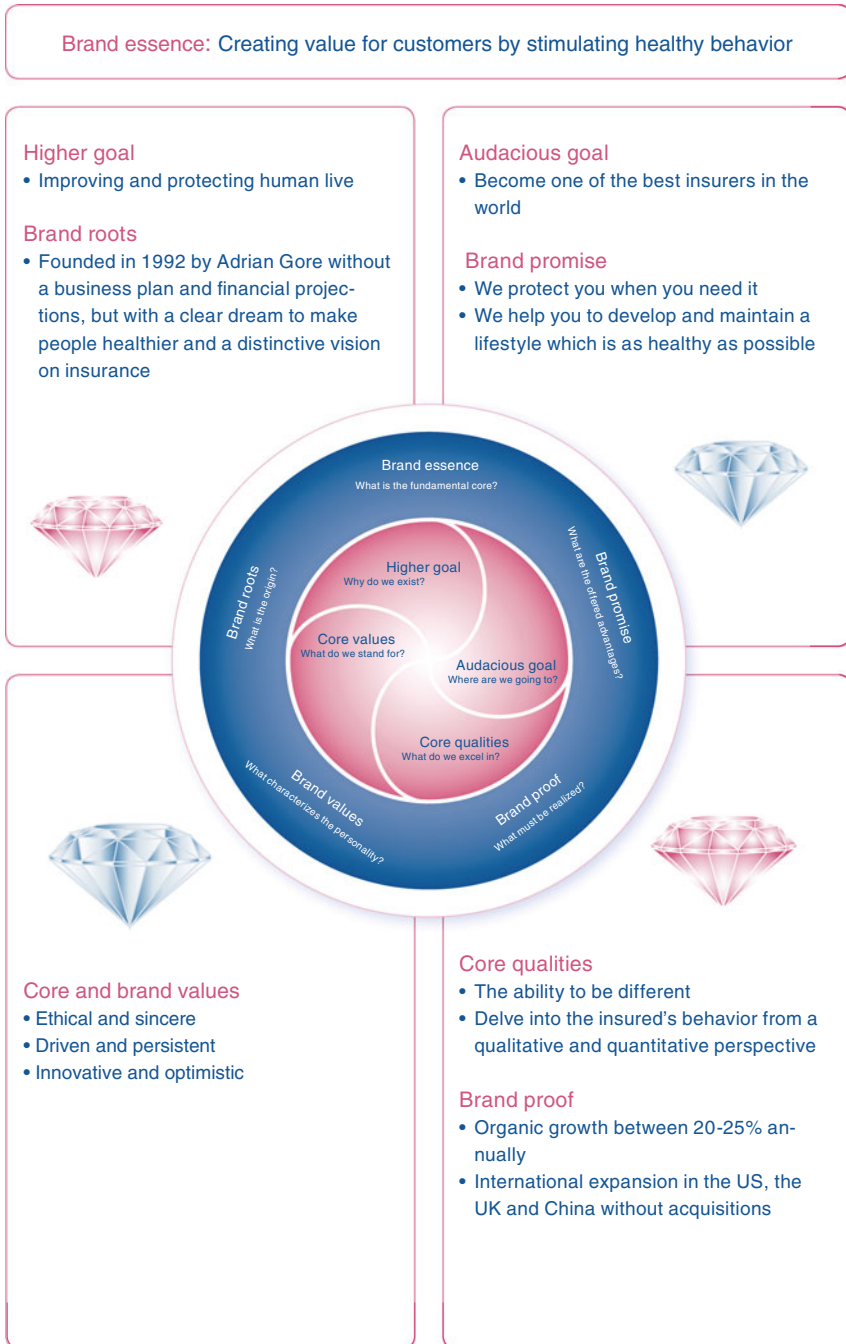 Brand essence: Creating value for customers by stimulating healthy behavior
Higher goal
• Improving and protecting human live
Brand roots
• Founded in 1992 by Adrian Gore without
a business plan and financial projec-
tions, but with a clear dream to make
people healthier and a distinctive vision
on insurance
Audacious goal
• Become one of the best insurers in the
world
Brand promise
• We protect you when you need it
• We help you to develop and maintain a
lifestyle which is as healthy as possible
Brand essence
What is the fundamental core?
Brand roots
What is the origin?
Brand promise
What are the offered advantages?
Higher goal
Why do we exist?
Core values
What do we stand for?
Audacious goal
Where are we going to?
Core qualities
What do we excel in?
Brand values
What characterizes the personality?
Brand proof
What must be realized?
Core and brand values
• Ethical and sincere
• Driven and persistent
• Innovative and optimistic
Core qualities
• The ability to be different
• Delve into the insured’s behavior from a
qualitative and quantitative perspective
Brand proof
• Organic growth between 20-25% an-
nually
• International expansion in the US, the
UK and China without acquisitions